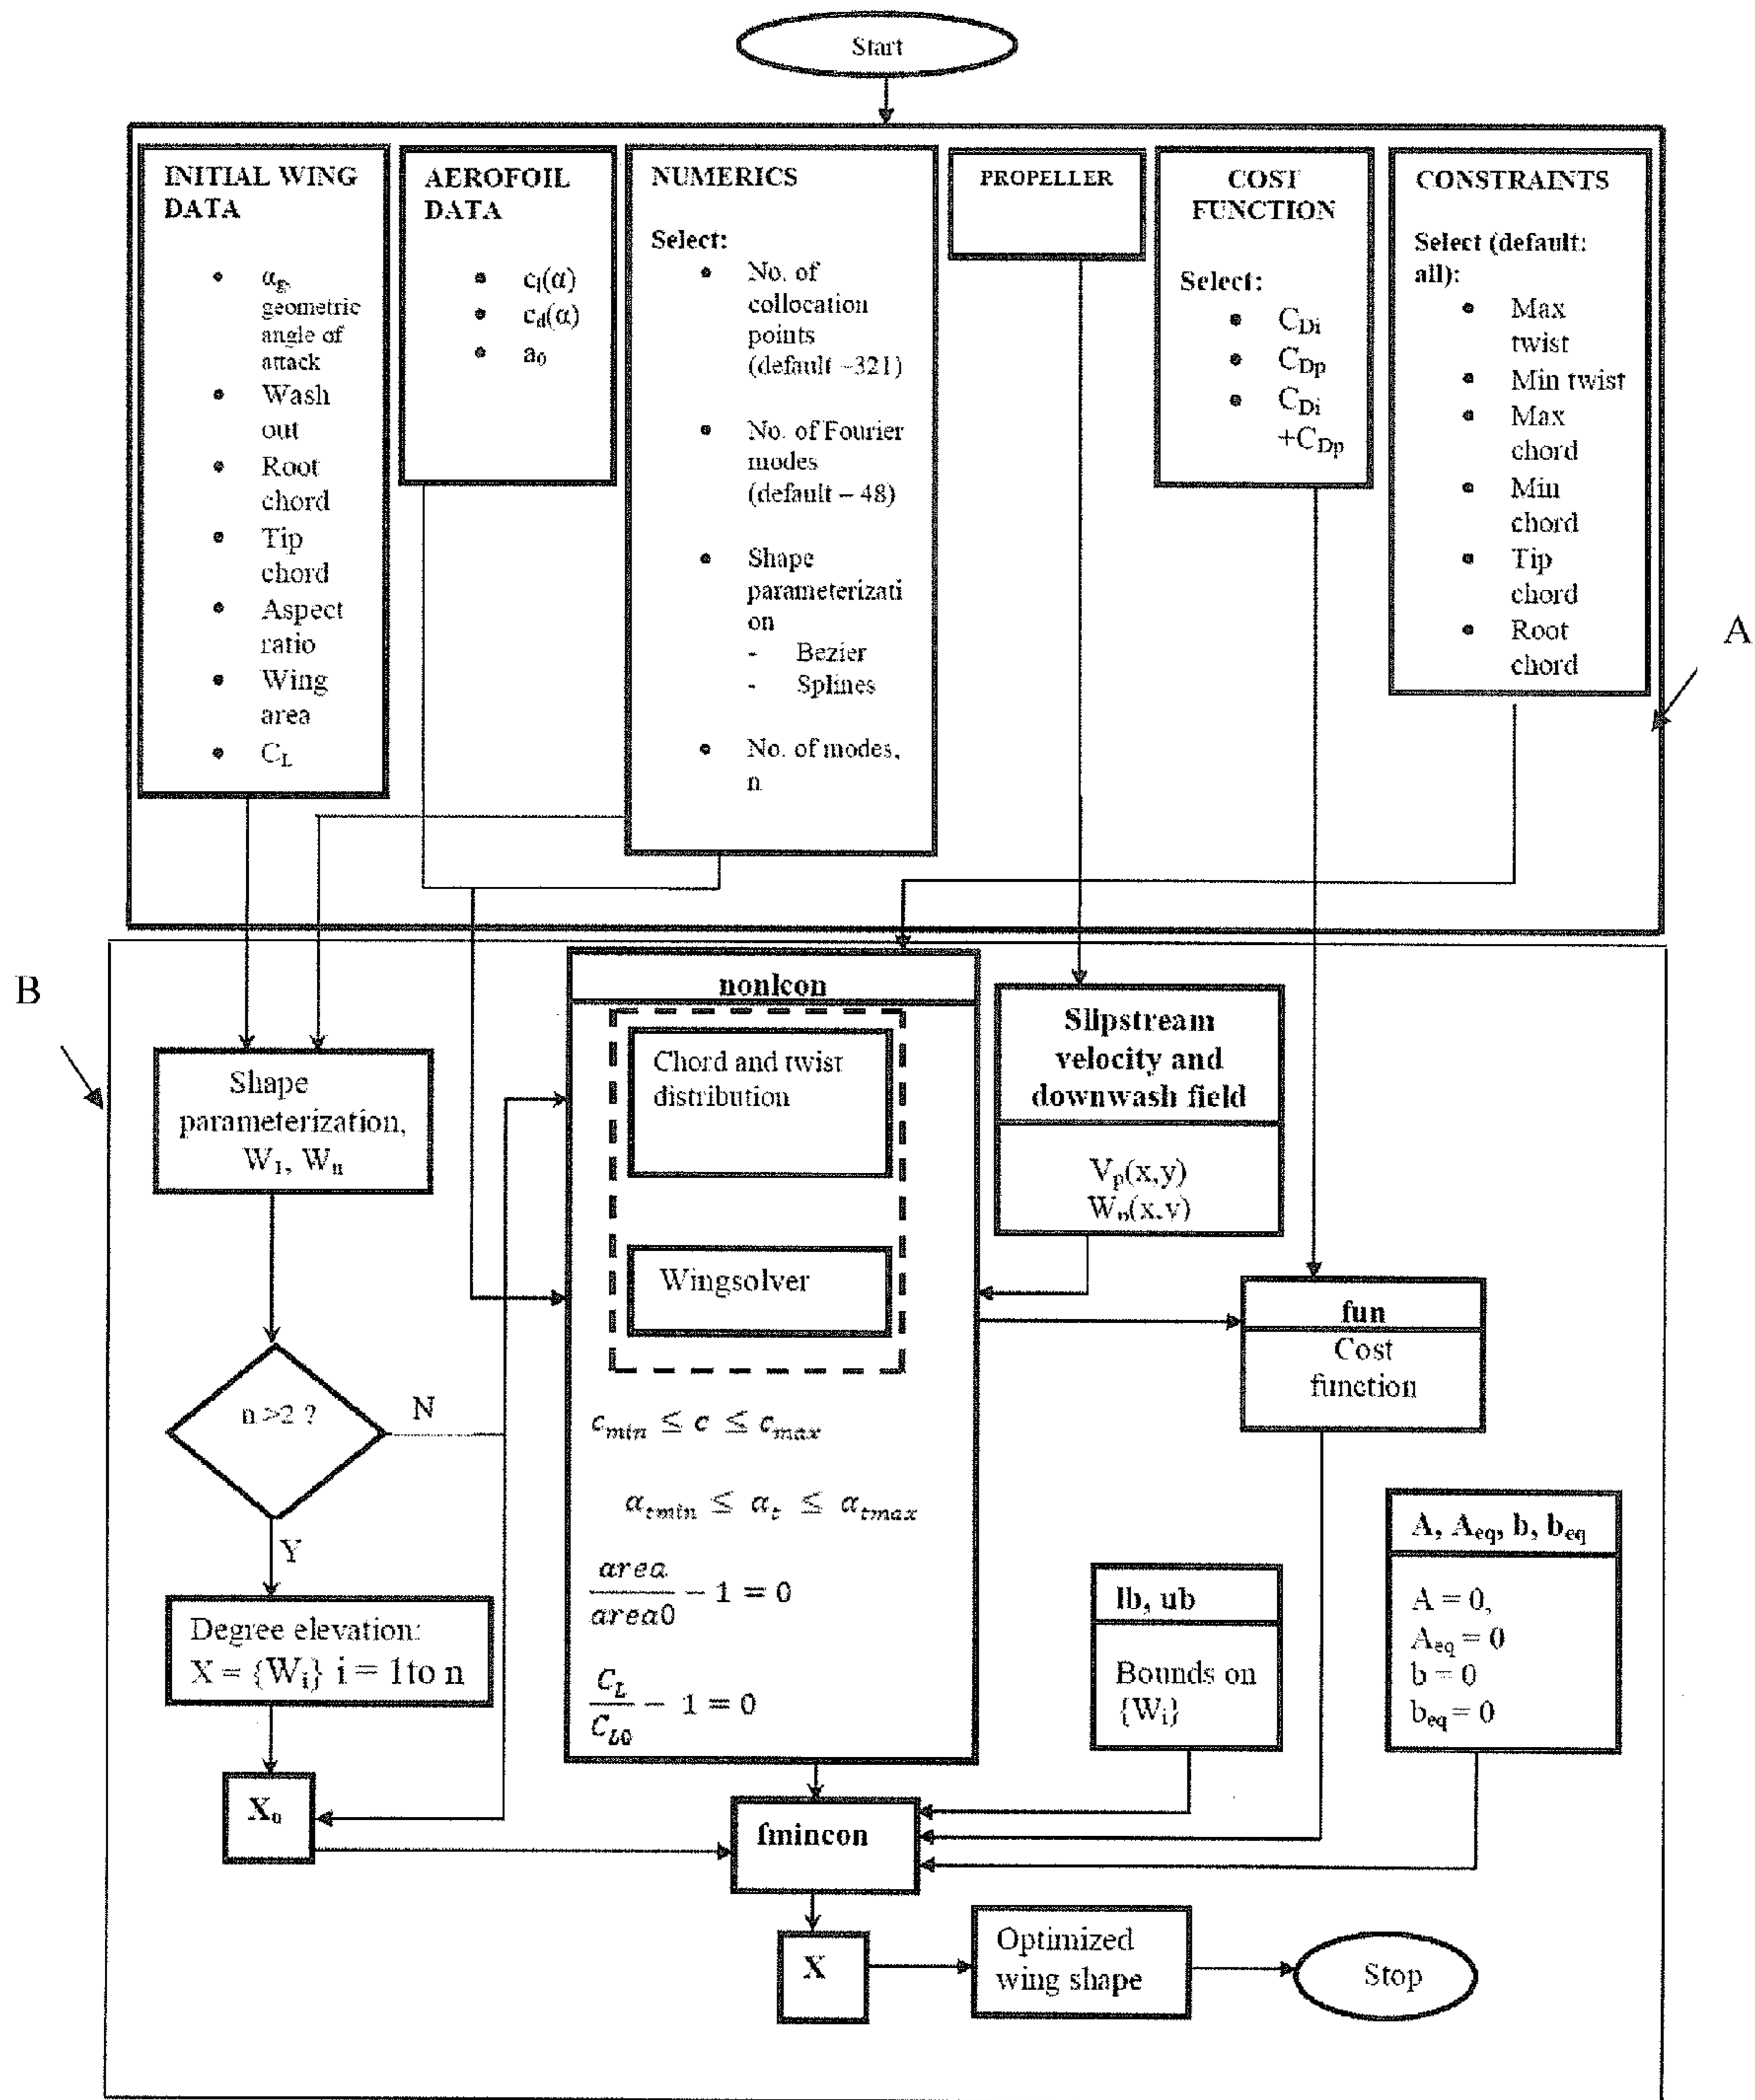 Start
INITIAL WING
DATA
• αg,
geometric
angle of
attack
• Wash
out
• Root
chord
• Tip
chord
• Aspect
ratio
• Wing
area
• CL
AEROFOIL
DATA
• cl(α)
• cd(α)
• a0
NUMERICS
Select:
• No. of
collocation
points
(default –321)
• No. of Fourier
modes
(default – 48)
• Shape
parameterizati
on
- Bezier
- Splines
• No. of modes,
n
PROPELLER
COST
FUNCTION
Select:
• CDi
• CDp
• CDi
+CDp
CONSTRAINTS
Select (default:
all):
• Max
twist
• Min twist
• Max
chord
• Min
chord
• Tip
chord
• Root
chord
A
B
Shape
parameterization,
W1, Wn
n >2 ?
N
Y
Degree elevation:
X = {Wi} i = 1to n
X0
nonlcon
Chord and twist
distribution
Wingsolver
cmin ≤ c ≤ cmax
αtmin ≤ αt ≤ αtmax
area
area0
− 1 = 0
CL
CL0
− 1 = 0
Slipstream
velocity and
downwash field
Vp(x,y)
Wp(x,y)
fun
Cost
function
lb, ub
Bounds on
{Wi}
A, Aeq, b, beq
A = 0,
Aeq = 0
b = 0
beq = 0
fmincon
X
Optimized
wing shape
Stop